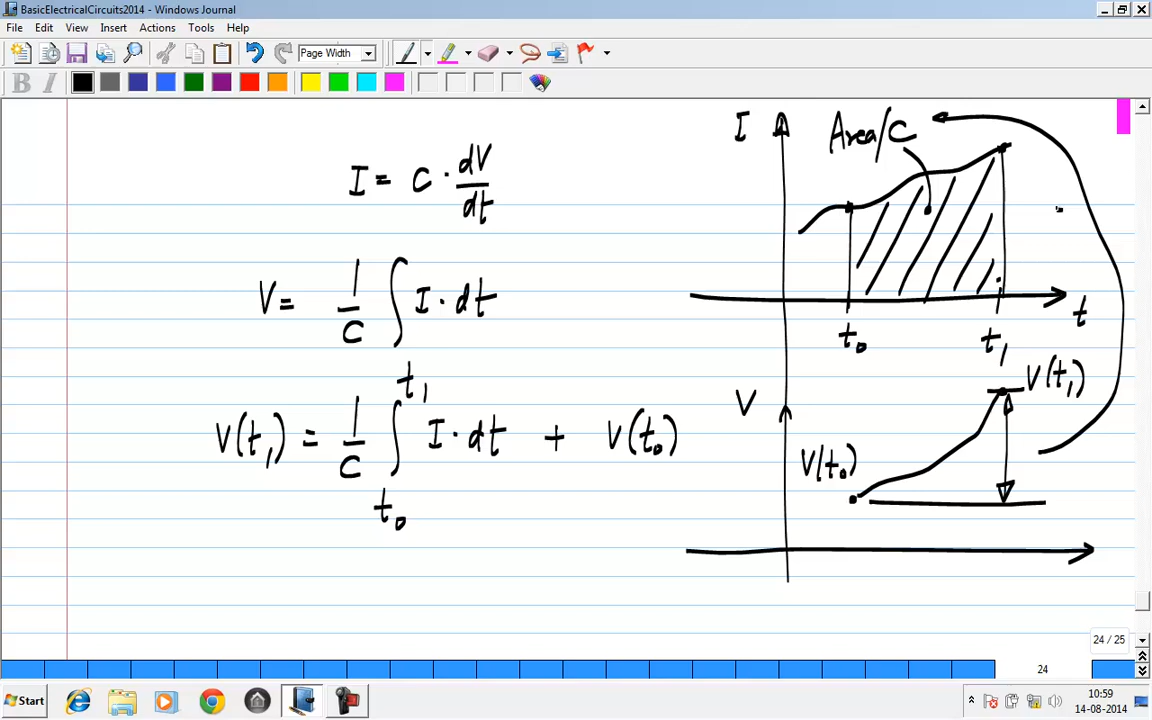 BasicElectricalCircuits2014 - Windows Journal
File Edit View Insert Actions Tools Help
Page Width
B I
I = C · dV/dt
V = 1/C ∫ I · dt
V(t₁) = 1/C ∫ₜ₀^t₁ I · dt + V(t₀)
I
Area/C
t₀
t₁
t
V
V(t₁)
V(t₀)
24 / 25
24
Start
10:59
14-08-2014